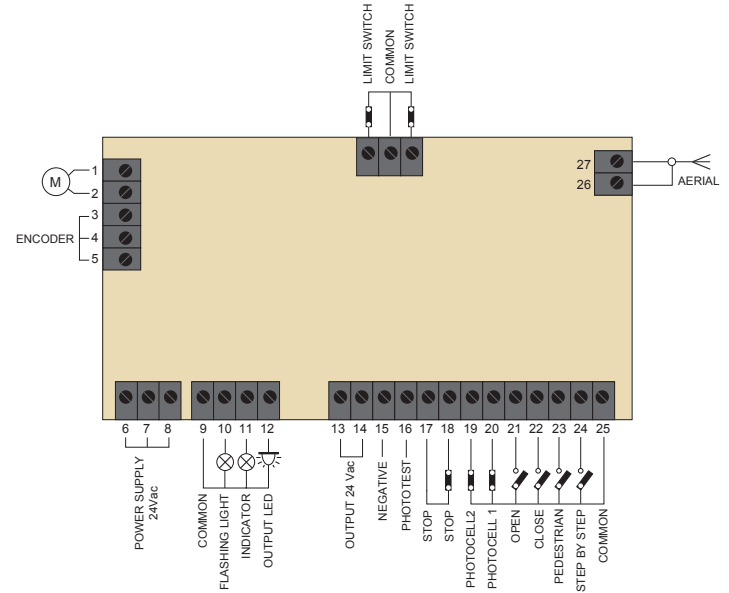 LIMIT SWITCH
COMMON
LIMIT SWITCH
1
2
3
4
5
M
ENCODER
27
26
AERIAL
6 7 8
9 10 11 12
13 14 15 16 17 18 19 20 21 22 23 24 25
POWER SUPPLY
24Vac
COMMON
FLASHING LIGHT
INDICATOR
OUTPUT LED
OUTPUT 24 Vac
NEGATIVE
PHOTOTEST
STOP
STOP
PHOTOCELL2
PHOTOCELL 1
OPEN
CLOSE
PEDESTRIAN
STEP BY STEP
COMMON